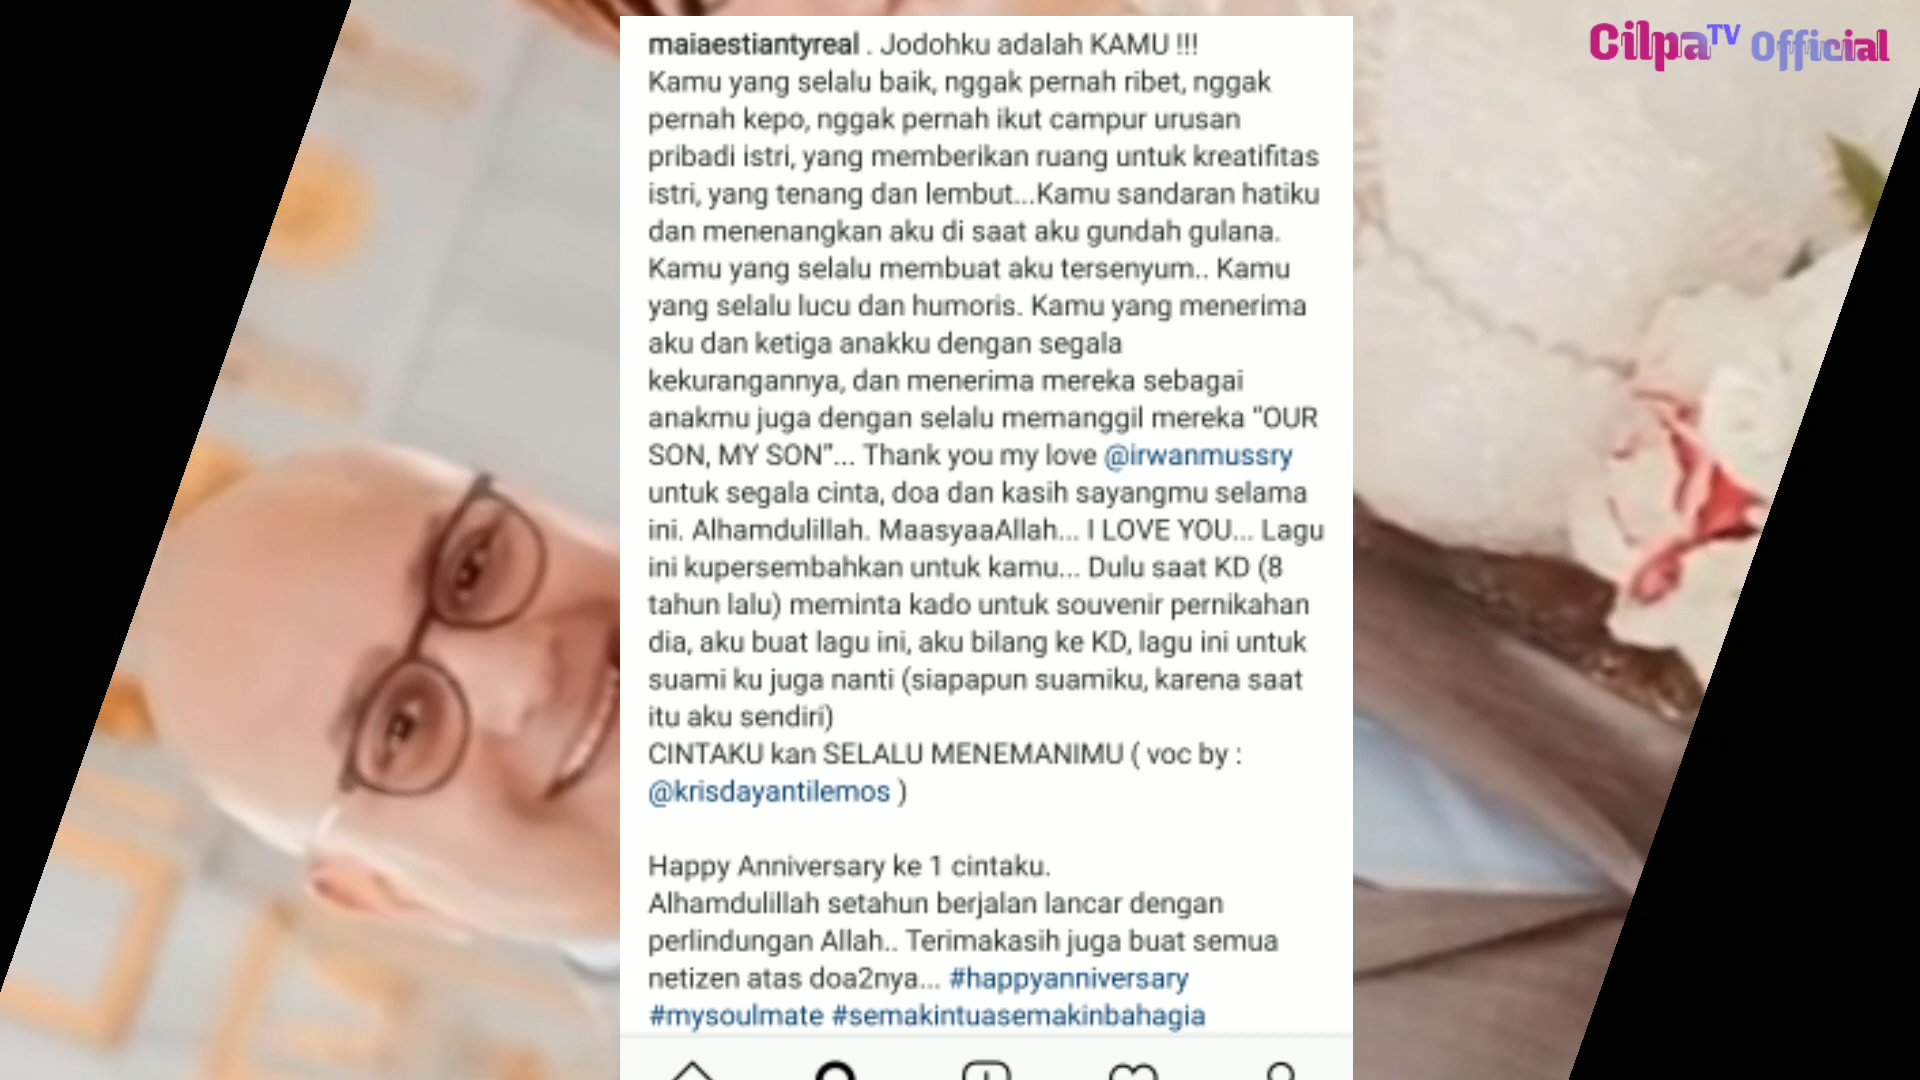 CilpaTV Official
maiaestiantyreal . Jodohku adalah KAMU !!!
Kamu yang selalu baik, nggak pernah ribet, nggak
pernah kepo, nggak pernah ikut campur urusan
pribadi istri, yang memberikan ruang untuk kreatifitas
istri, yang tenang dan lembut...Kamu sandaran hatiku
dan menenangkan aku di saat aku gundah gulana.
Kamu yang selalu membuat aku tersenyum.. Kamu
yang selalu lucu dan humoris. Kamu yang menerima
aku dan ketiga anakku dengan segala
kekurangannya, dan menerima mereka sebagai
anakmu juga dengan selalu memanggil mereka "OUR
SON, MY SON"... Thank you my love @irwanmussry
untuk segala cinta, doa dan kasih sayangmu selama
ini. Alhamdulillah. MaasyaaAllah... I LOVE YOU... Lagu
ini kupersembahkan untuk kamu... Dulu saat KD (8
tahun lalu) meminta kado untuk souvenir pernikahan
dia, aku buat lagu ini, aku bilang ke KD, lagu ini untuk
suami ku juga nanti (siapapun suamiku, karena saat
itu aku sendiri)
CINTAKU kan SELALU MENEMANIMU ( voc by :
@krisdayantilemos )
Happy Anniversary ke 1 cintaku.
Alhamdulillah setahun berjalan lancar dengan
perlindungan Allah.. Terimakasih juga buat semua
netizen atas doa2nya... #happyanniversary
#mysoulmate #semakintuasemakinbahagia